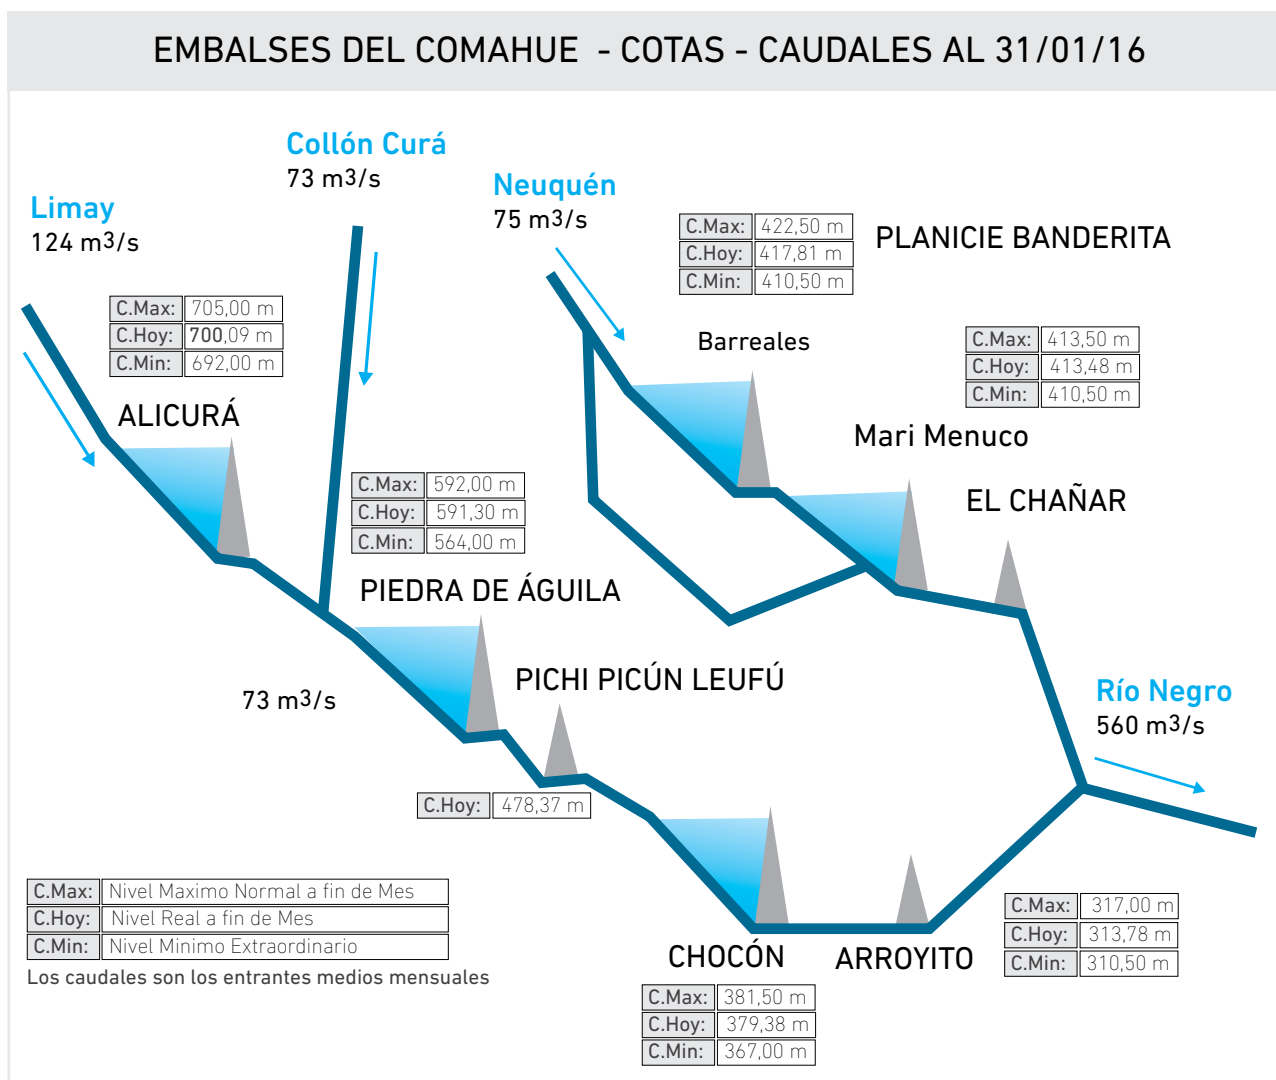 EMBALSES DEL COMAHUE - COTAS - CAUDALES AL 31/01/16
Collón Curá
73 m3/s
Neuquén
75 m3/s
Limay
124 m3/s
C.Max: 422,50 m
C.Hoy: 417,81 m
C.Min: 410,50 m
PLANICIE BANDERITA
C.Max: 705,00 m
C.Hoy: 700,09 m
C.Min: 692,00 m
ALICURÁ
Barreales
C.Max: 413,50 m
C.Hoy: 413,48 m
C.Min: 410,50 m
Mari Menuco
EL CHAÑAR
C.Max: 592,00 m
C.Hoy: 591,30 m
C.Min: 564,00 m
PIEDRA DE ÁGUILA
73 m3/s
PICHI PICÚN LEUFÚ
Río Negro
560 m3/s
C.Hoy: 478,37 m
C.Max: Nivel Maximo Normal a fin de Mes
C.Hoy: Nivel Real a fin de Mes
C.Min: Nivel Minimo Extraordinario
Los caudales son los entrantes medios mensuales
CHOCÓN
C.Max: 381,50 m
C.Hoy: 379,38 m
C.Min: 367,00 m
ARROYITO
C.Max: 317,00 m
C.Hoy: 313,78 m
C.Min: 310,50 m